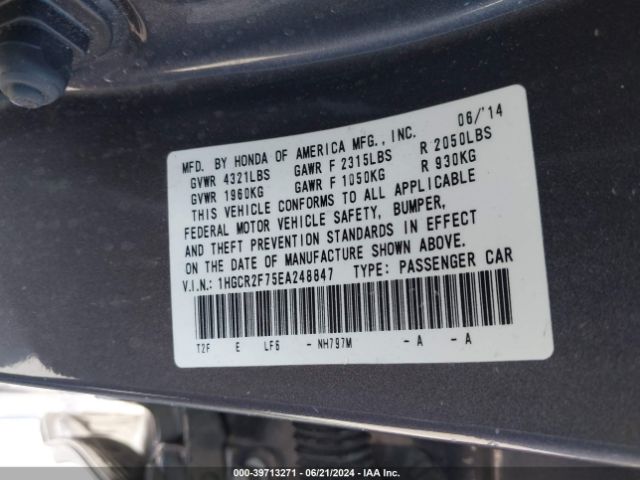 MFD. BY HONDA OF AMERICA MFG., INC. 06/'14
GVWR 4321LBS GAWR F 2315LBS R 2050LBS
GVWR 1960KG GAWR F 1050KG R 930KG
THIS VEHICLE CONFORMS TO ALL APPLICABLE
FEDERAL MOTOR VEHICLE SAFETY, BUMPER,
AND THEFT PREVENTION STANDARDS IN EFFECT
ON THE DATE OF MANUFACTURE SHOWN ABOVE.
V.I.N.: 1HGCR2F75EA248847 TYPE: PASSENGER CAR
T2F E LF6 - NH797M - A - A
000-39713271 - 06/21/2024 - IAA Inc.